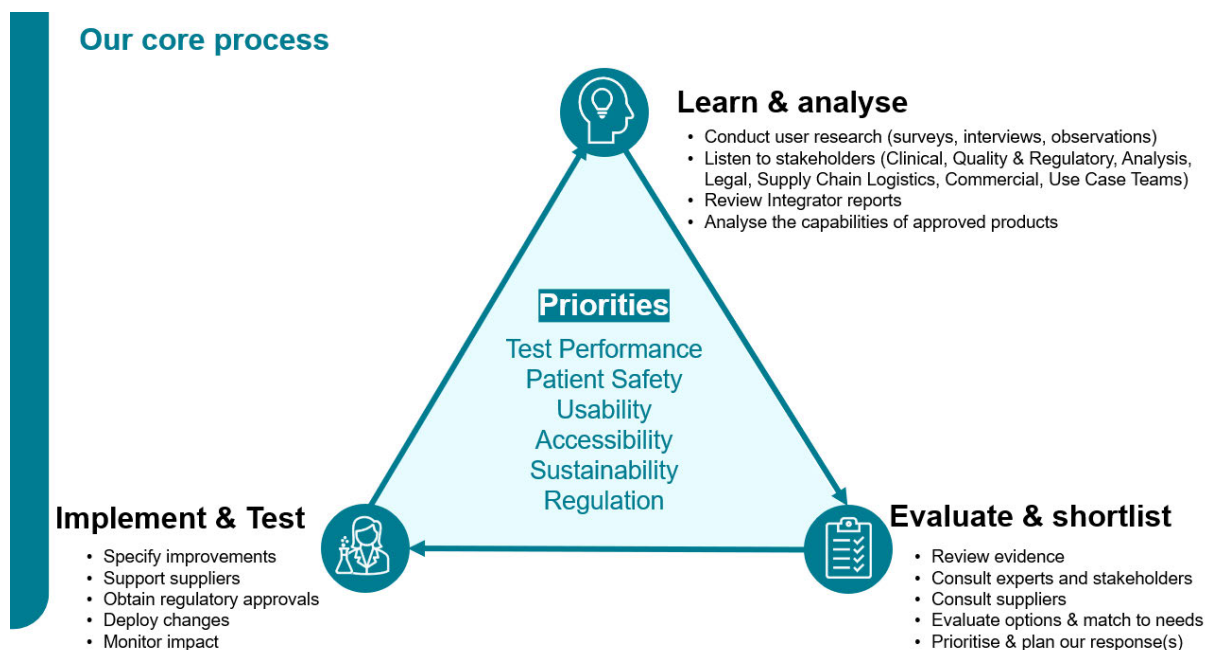 Our core process
Learn & analyse
• Conduct user research (surveys, interviews, observations)
• Listen to stakeholders (Clinical, Quality & Regulatory, Analysis,
Legal, Supply Chain Logistics, Commercial, Use Case Teams)
• Review Integrator reports
• Analyse the capabilities of approved products
Priorities
Test Performance
Patient Safety
Usability
Accessibility
Sustainability
Regulation
Implement & Test
• Specify improvements
• Support suppliers
• Obtain regulatory approvals
• Deploy changes
• Monitor impact
Evaluate & shortlist
• Review evidence
• Consult experts and stakeholders
• Consult suppliers
• Evaluate options & match to needs
• Prioritise & plan our response(s)